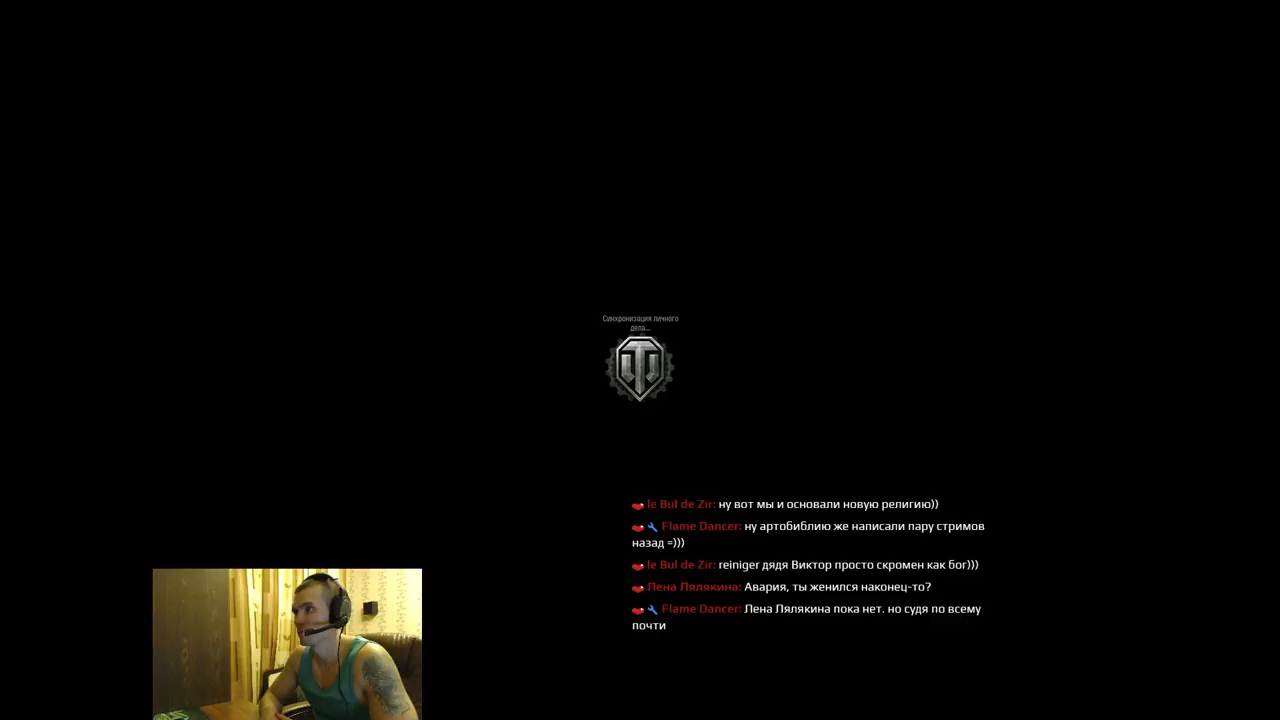 Синхронизация личного
дела...
le Bul de Zir: ну вот мы и основали новую религию))
Flame Dancer: ну артобиблию же написали пару стримов
назад =)))
le Bul de Zir: reiniger дядя Виктор просто скромен как бог)))
Лена Лялякина: Авария, ты женился наконец-то?
Flame Dancer: Лена Лялякина пока нет. но судя по всему
почти